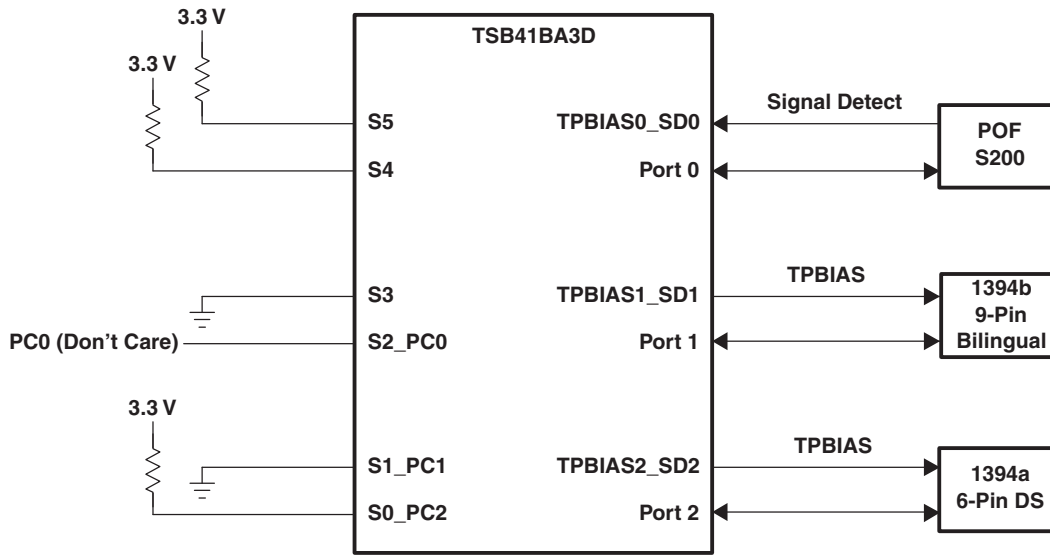 3.3 V
3.3 V
TSB41BA3D
S5
S4
S3
PC0 (Don't Care)
S2_PC0
3.3 V
S1_PC1
S0_PC2
TPBIAS0_SD0
Port 0
TPBIAS1_SD1
Port 1
TPBIAS2_SD2
Port 2
Signal Detect
POF
S200
TPBIAS
1394b
9-Pin
Bilingual
TPBIAS
1394a
6-Pin DS